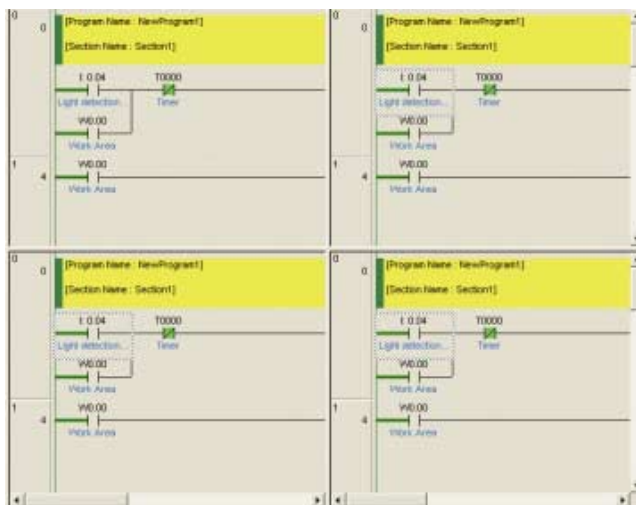 0
0
[Program Name : NewProgram1]
[Section Name : Section1]
I: 0.04
T0000
Light detection...
Timer
W0.00
Work Area
1
4
W0.00
Work Area
0
0
[Program Name : NewProgram1]
[Section Name : Section1]
I: 0.04
T0000
Light detection...
Timer
W0.00
Work Area
1
4
W0.00
Work Area
0
0
[Program Name : NewProgram1]
[Section Name : Section1]
I: 0.04
T0000
Light detection...
Timer
W0.00
Work Area
1
4
W0.00
Work Area
0
0
[Program Name : NewProgram1]
[Section Name : Section1]
I: 0.04
T0000
Light detection...
Timer
W0.00
Work Area
1
4
W0.00
Work Area